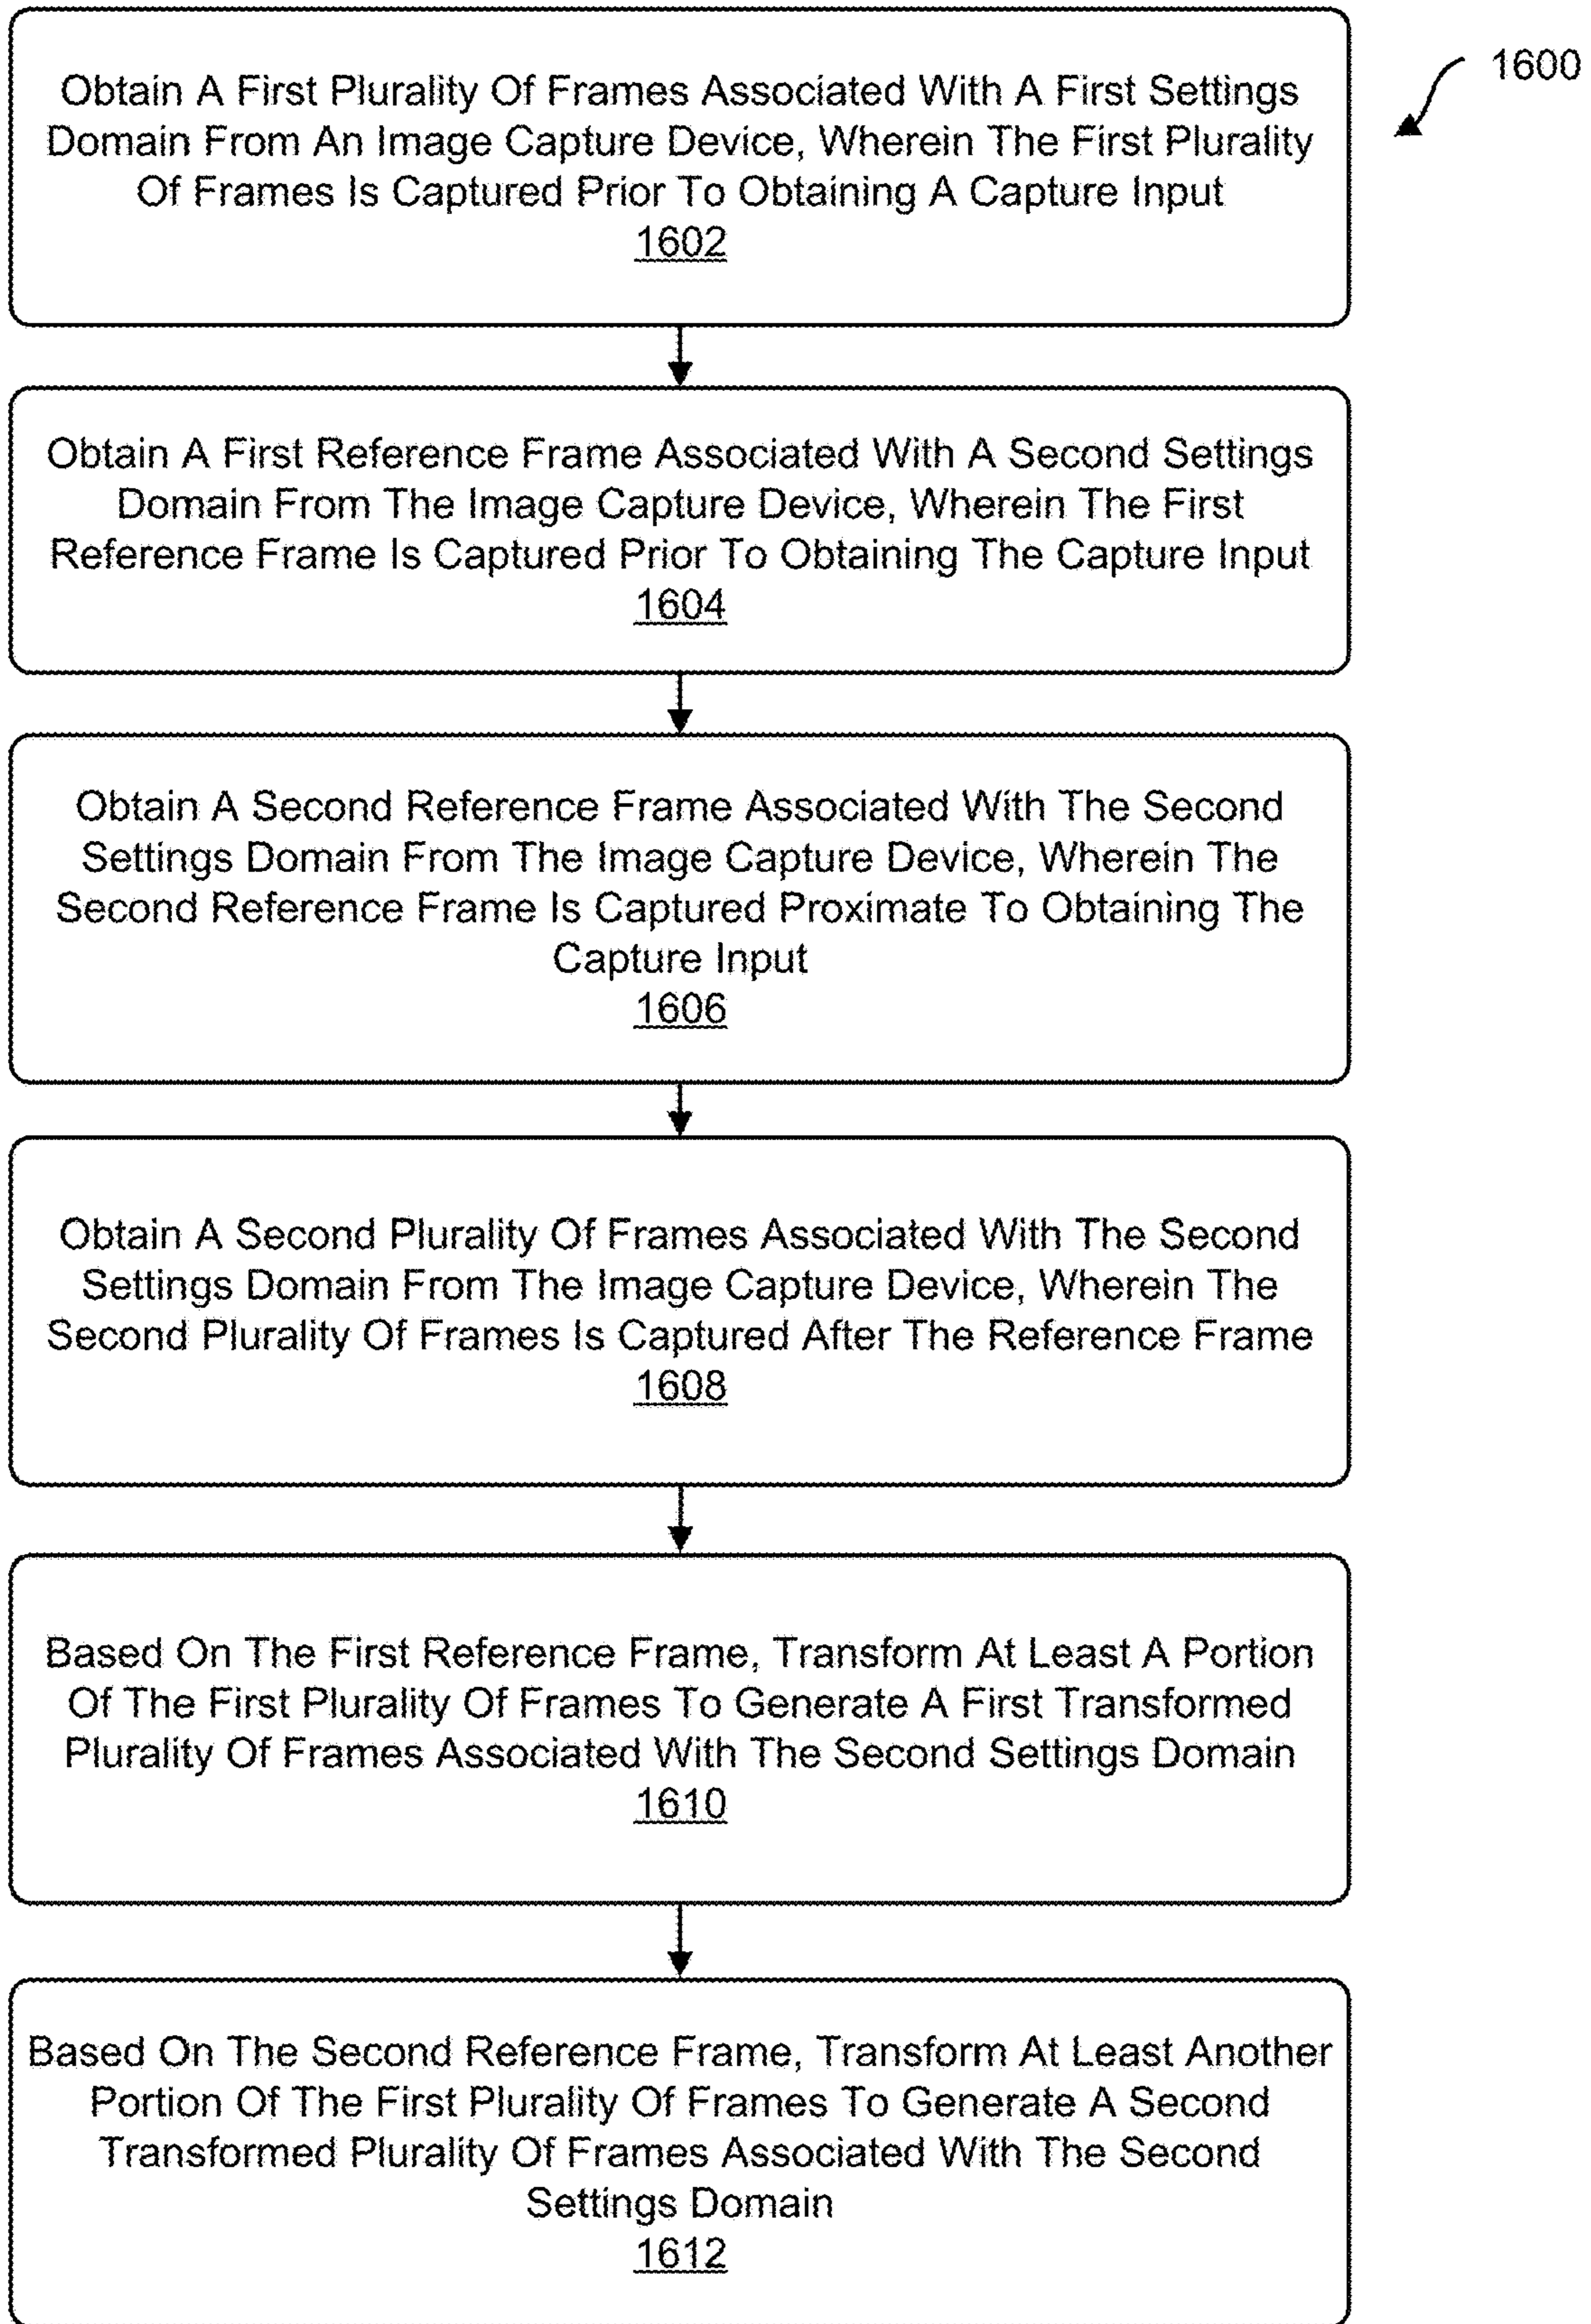 1600
Obtain A First Plurality Of Frames Associated With A First Settings
Domain From An Image Capture Device, Wherein The First Plurality
Of Frames Is Captured Prior To Obtaining A Capture Input
1602
Obtain A First Reference Frame Associated With A Second Settings
Domain From The Image Capture Device, Wherein The First
Reference Frame Is Captured Prior To Obtaining The Capture Input
1604
Obtain A Second Reference Frame Associated With The Second
Settings Domain From The Image Capture Device, Wherein The
Second Reference Frame Is Captured Proximate To Obtaining The
Capture Input
1606
Obtain A Second Plurality Of Frames Associated With The Second
Settings Domain From The Image Capture Device, Wherein The
Second Plurality Of Frames Is Captured After The Reference Frame
1608
Based On The First Reference Frame, Transform At Least A Portion
Of The First Plurality Of Frames To Generate A First Transformed
Plurality Of Frames Associated With The Second Settings Domain
1610
Based On The Second Reference Frame, Transform At Least Another
Portion Of The First Plurality Of Frames To Generate A Second
Transformed Plurality Of Frames Associated With The Second
Settings Domain
1612